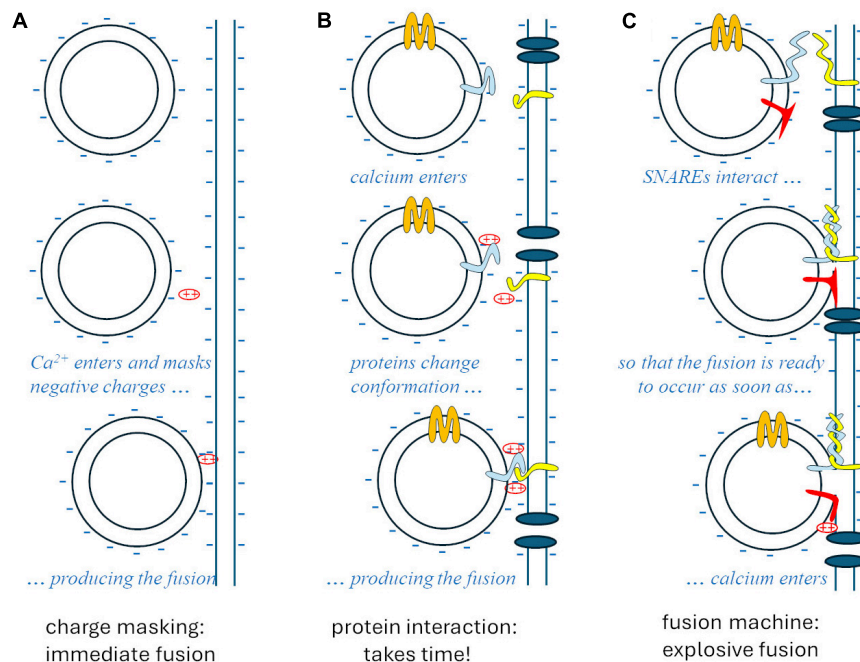 A
B
C
calcium enters
SNAREs interact ...
++
++
++
Ca²⁺ enters and masks
negative charges ...
proteins change
conformation ...
so that the fusion is ready
to occur as soon as...
++
++
++
++
... producing the fusion
... producing the fusion
... calcium enters
charge masking:
immediate fusion
protein interaction:
takes time!
fusion machine:
explosive fusion